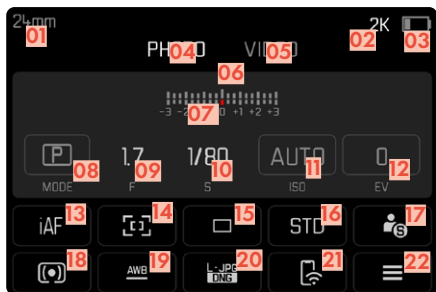 24mm 01 2K 02 03
PHOTO 04 VIDEO 05
06
07
-3 -2 0 +1 +2 +3
P 08 1.7 09 1/80 10 AUTO 11 0 12
MODE F S ISO EV
iAF 13 14 15 STD 16 S 17
18 AWB 19 L-JPG DNG 20 21 22